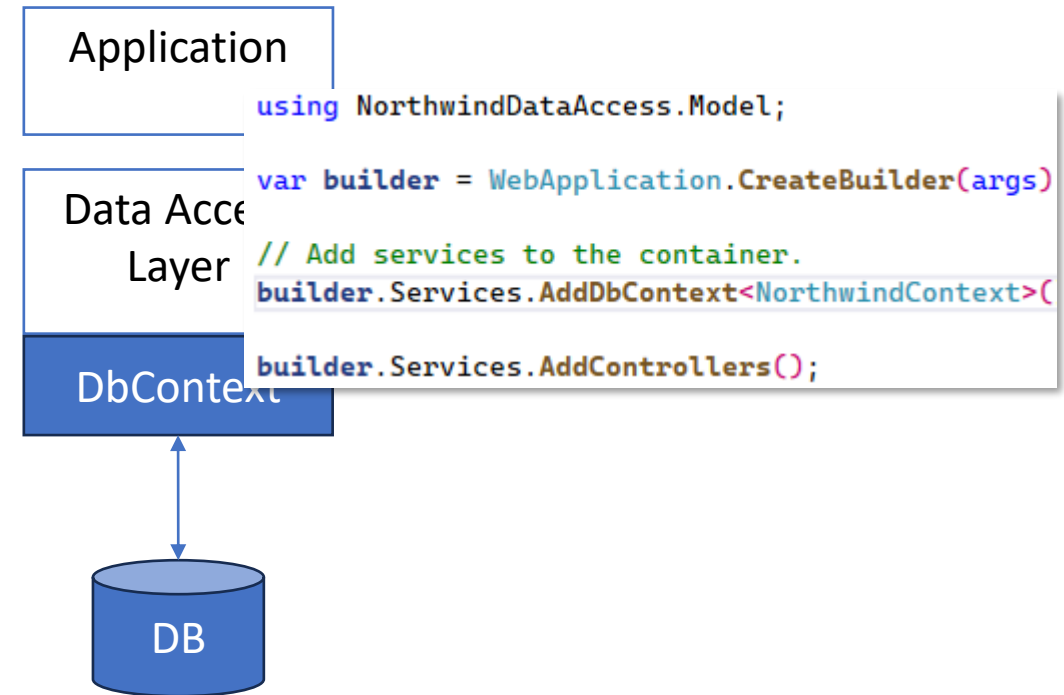 Application
using NorthwindDataAccess.Model;
var builder = WebApplication.CreateBuilder(args)
// Add services to the container.
builder.Services.AddDbContext<NorthwindContext>(
builder.Services.AddControllers();
Data Acce
Layer
DbContext
DB